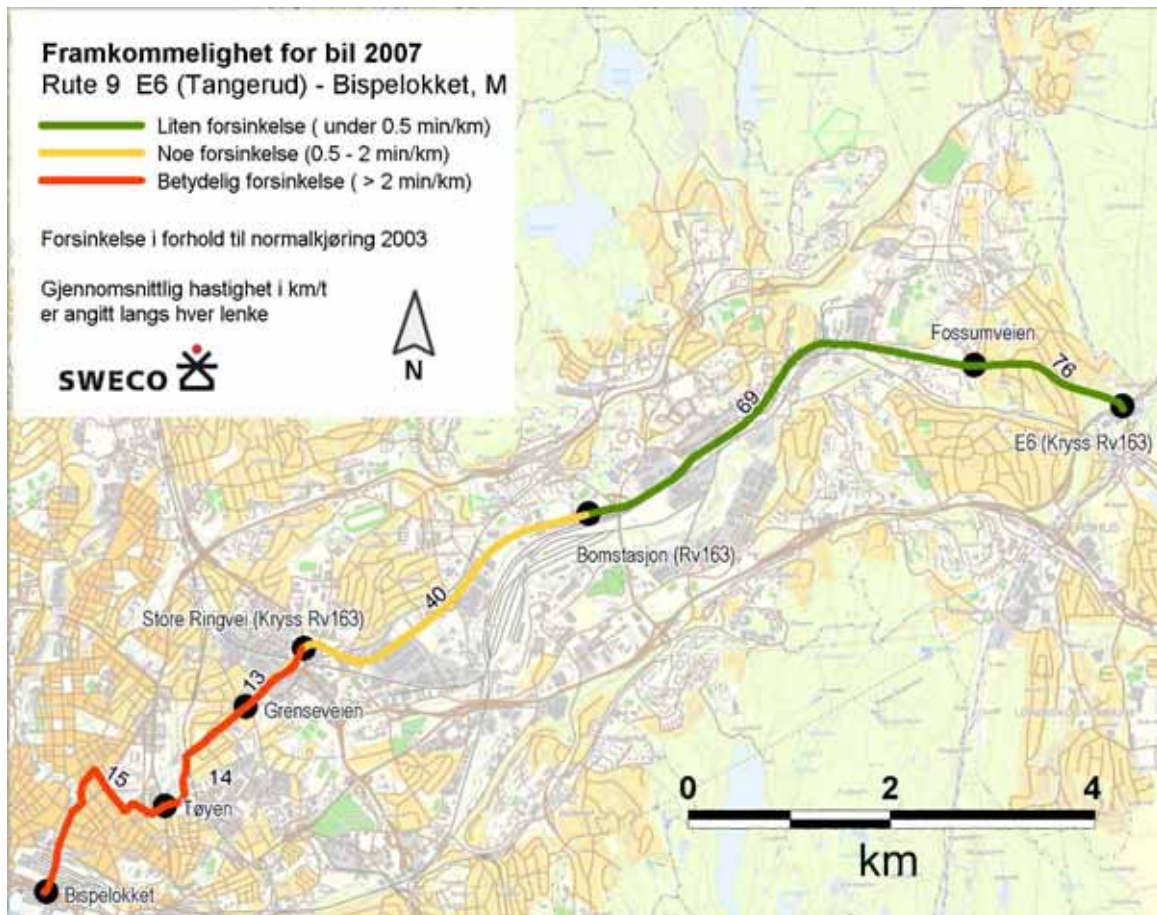 Framkommelighet for bil 2007
Rute 9 E6 (Tangerud) - Bispelokket, M
Liten forsinkelse ( under 0.5 min/km)
Noe forsinkelse (0.5 - 2 min/km)
Betydelig forsinkelse ( > 2 min/km)
Forsinkelse i forhold til normalkjøring 2003
Gjennomsnittlig hastighet i km/t
er angitt langs hver lenke
SWECO
N
Fossumveien
76
69
E6 (Kryss Rv163)
Bomstasjon (Rv163)
40
Store Ringvei (Kryss Rv163)
13
Grenseveien
14
15
Tøyen
Bispelokket
0 2 4
km